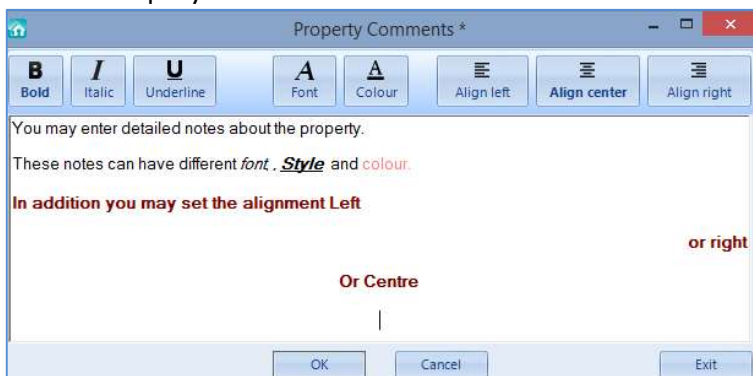 Property Comments *
B I U A A
Bold Italic Underline Font Colour Align left Align center Align right
You may enter detailed notes about the property.
These notes can have different font , Style and colour.
In addition you may set the alignment Left
or right
Or Centre
OK Cancel Exit